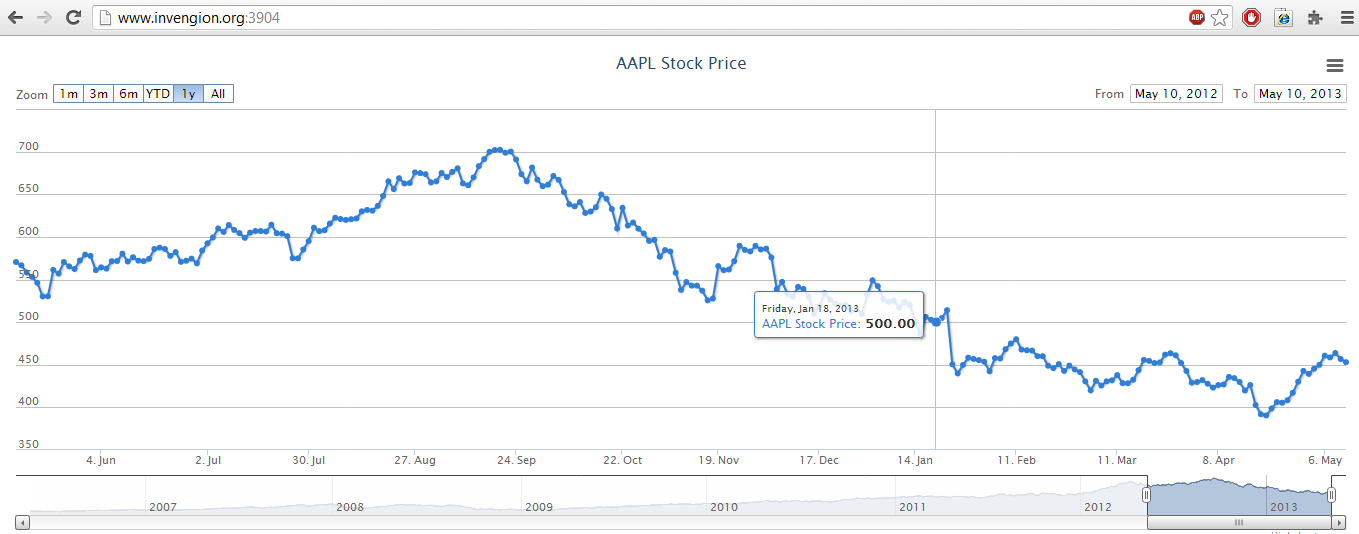 www.invengion.org:3904
ABP
AAPL Stock Price
Zoom 1m 3m 6m YTD 1y All From May 10, 2012 To May 10, 2013
700
650
600
550
500
450
400
350
Friday, Jan 18, 2013
AAPL Stock Price: 500.00
4. Jun 2. Jul 30. Jul 27. Aug 24. Sep 22. Oct 19. Nov 17. Dec 14. Jan 11. Feb 11. Mar 8. Apr 6. May
2007 2008 2009 2010 2011 2012 2013